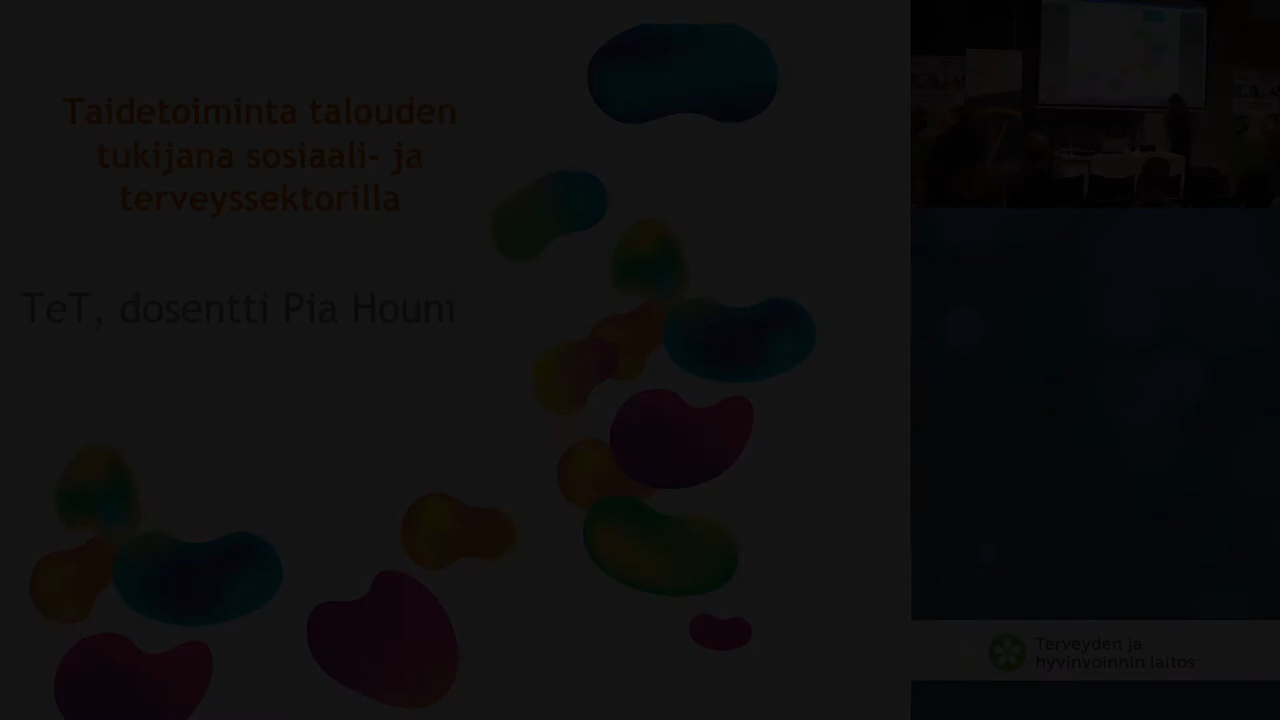 Taidetoiminta talouden
tukijana sosiaali- ja
terveyssektorilla
TeT, dosentti Pia Houni
Terveyden ja
hyvinvoinnin laitos